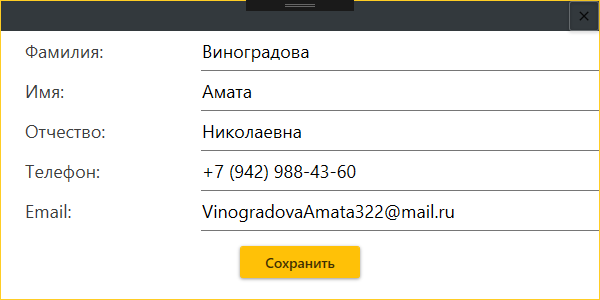 Фамилия: Виноградова
Имя: Амата
Отчество: Николаевна
Телефон: +7 (942) 988-43-60
Email: VinogradovaAmata322@mail.ru
Сохранить